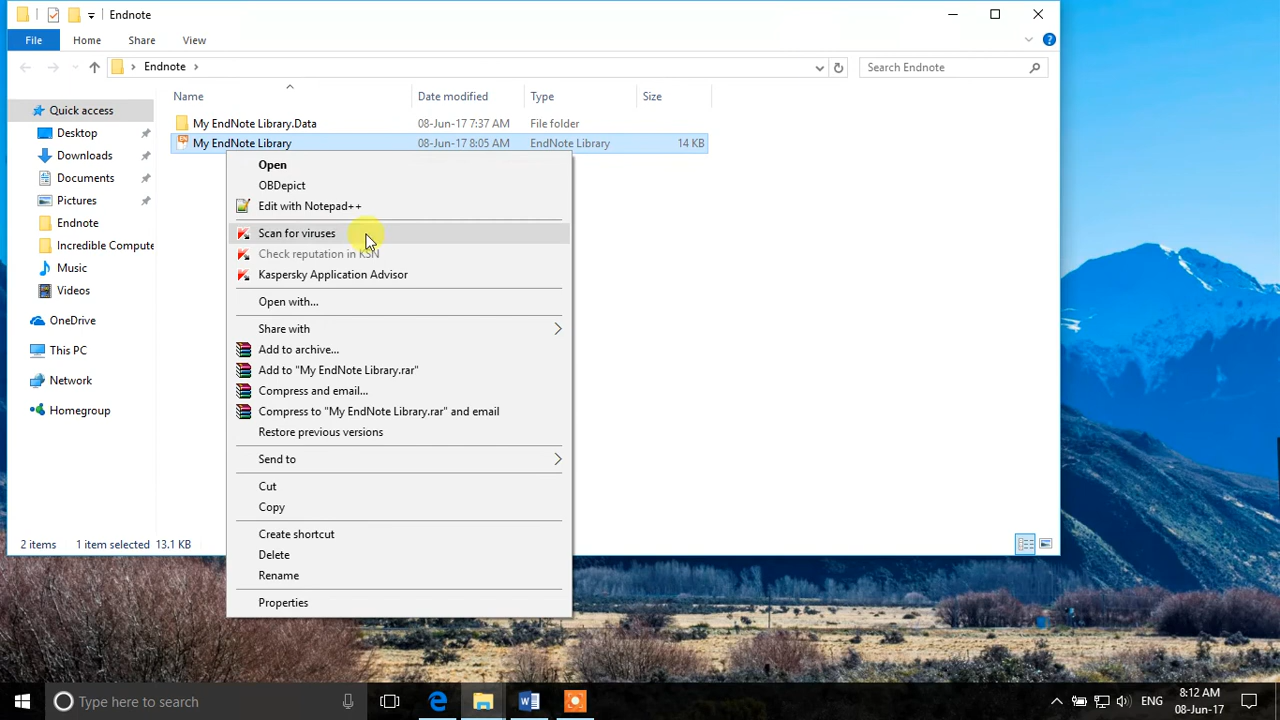 Endnote
File Home Share View
Endnote
Search Endnote
Name Date modified Type Size
Quick access
Desktop
Downloads
Documents
Pictures
Endnote
Incredible Compute
Music
Videos
OneDrive
This PC
Network
Homegroup
My EndNote Library.Data 08-Jun-17 7:37 AM File folder
My EndNote Library 08-Jun-17 8:05 AM EndNote Library 14 KB
Open
OBDepict
Edit with Notepad++
Scan for viruses
Check reputation in KSN
Kaspersky Application Advisor
Open with...
Share with
Add to archive...
Add to "My EndNote Library.rar"
Compress and email...
Compress to "My EndNote Library.rar" and email
Restore previous versions
Send to
Cut
Copy
Create shortcut
Delete
Rename
Properties
2 items 1 item selected 13.1 KB
Type here to search
ENG
8:12 AM
08-Jun-17